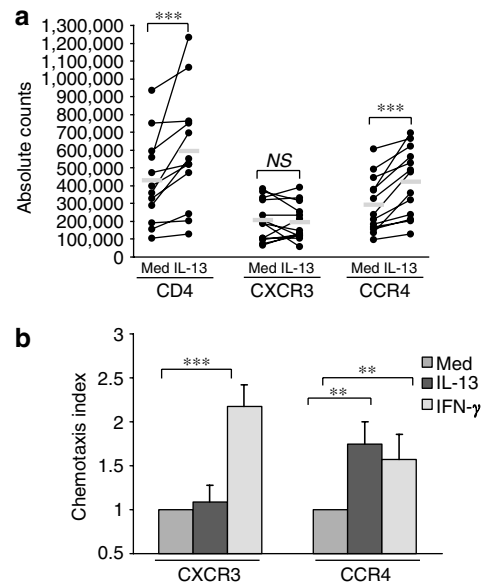 a
Absolute counts
1,300,000
1,200,000
1,100,000
1,000,000
900,000
800,000
700,000
600,000
500,000
400,000
300,000
200,000
100,000
0
***
NS
***
Med IL-13
Med IL-13
Med IL-13
CD4
CXCR3
CCR4
b
Chemotaxis index
3
2.5
2
1.5
1
0.5
***
**
**
Med
IL-13
IFN-γ
CXCR3
CCR4